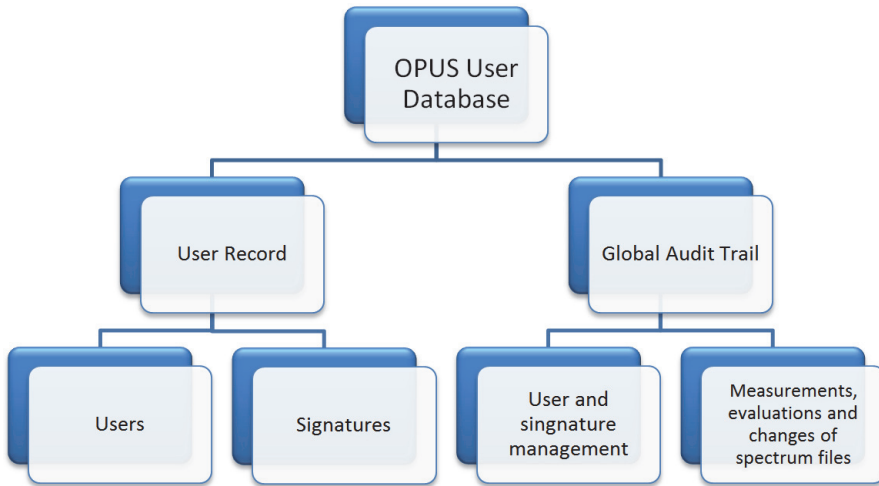 OPUS User
Database
User Record
Global Audit Trail
Users
Signatures
User and
singnature
management
Measurements,
evaluations and
changes of
spectrum files